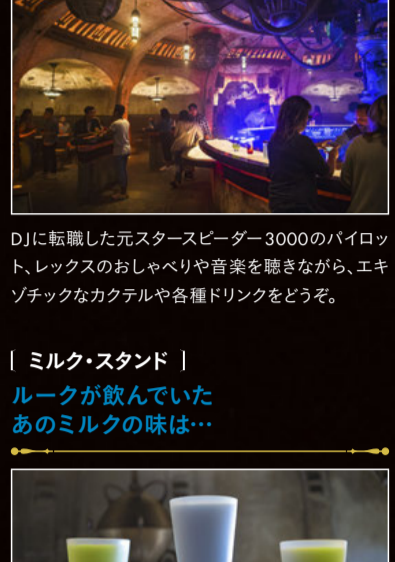 DJに転職した元スタースピーダー3000のパイロッ
ト、レックスのおしゃべりや音楽を聴きながら、エキ
ゾチックなカクテルや各種ドリンクをどうぞ。
[ ミルク・スタンド ]
ルークが飲んでいた
あのミルクの味は…